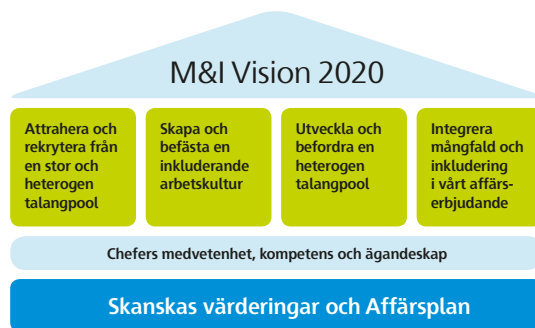 M&I Vision 2020
Attrahera och
rekrytera från
en stor och
heterogen
talangpool
Skapa och
befästa en
inkluderande
arbetskultur
Utveckla och
befordra en
heterogen
talangpool
Integrera
mångfald och
inkludering
i vårt affärs-
erbjudande
Chefers medvetenhet, kompetens och ägandeskap
Skanskas värderingar och Affärsplan